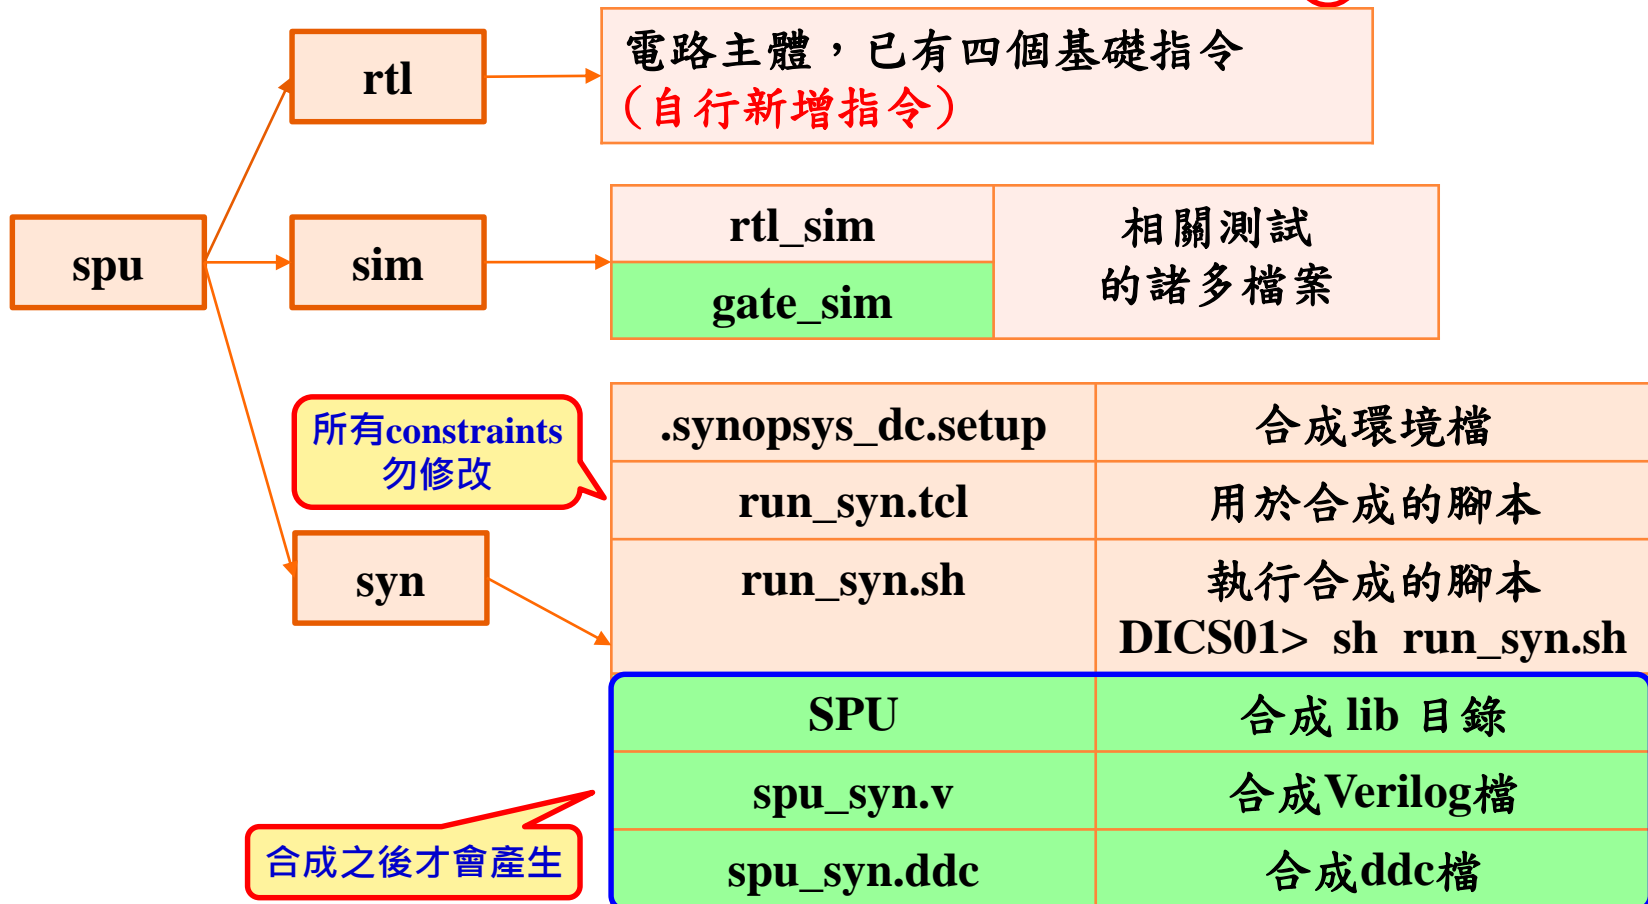 rtl
電路主體，已有四個基礎指令
(自行新增指令)
spu
sim
rtl_sim
gate_sim
相關測試
的諸多檔案
所有constraints
勿修改
syn
.synopsys_dc.setup
合成環境檔
run_syn.tcl
用於合成的腳本
run_syn.sh
執行合成的腳本
DICS01> sh run_syn.sh
SPU
合成 lib 目錄
spu_syn.v
合成Verilog檔
合成之後才會產生
spu_syn.ddc
合成ddc檔